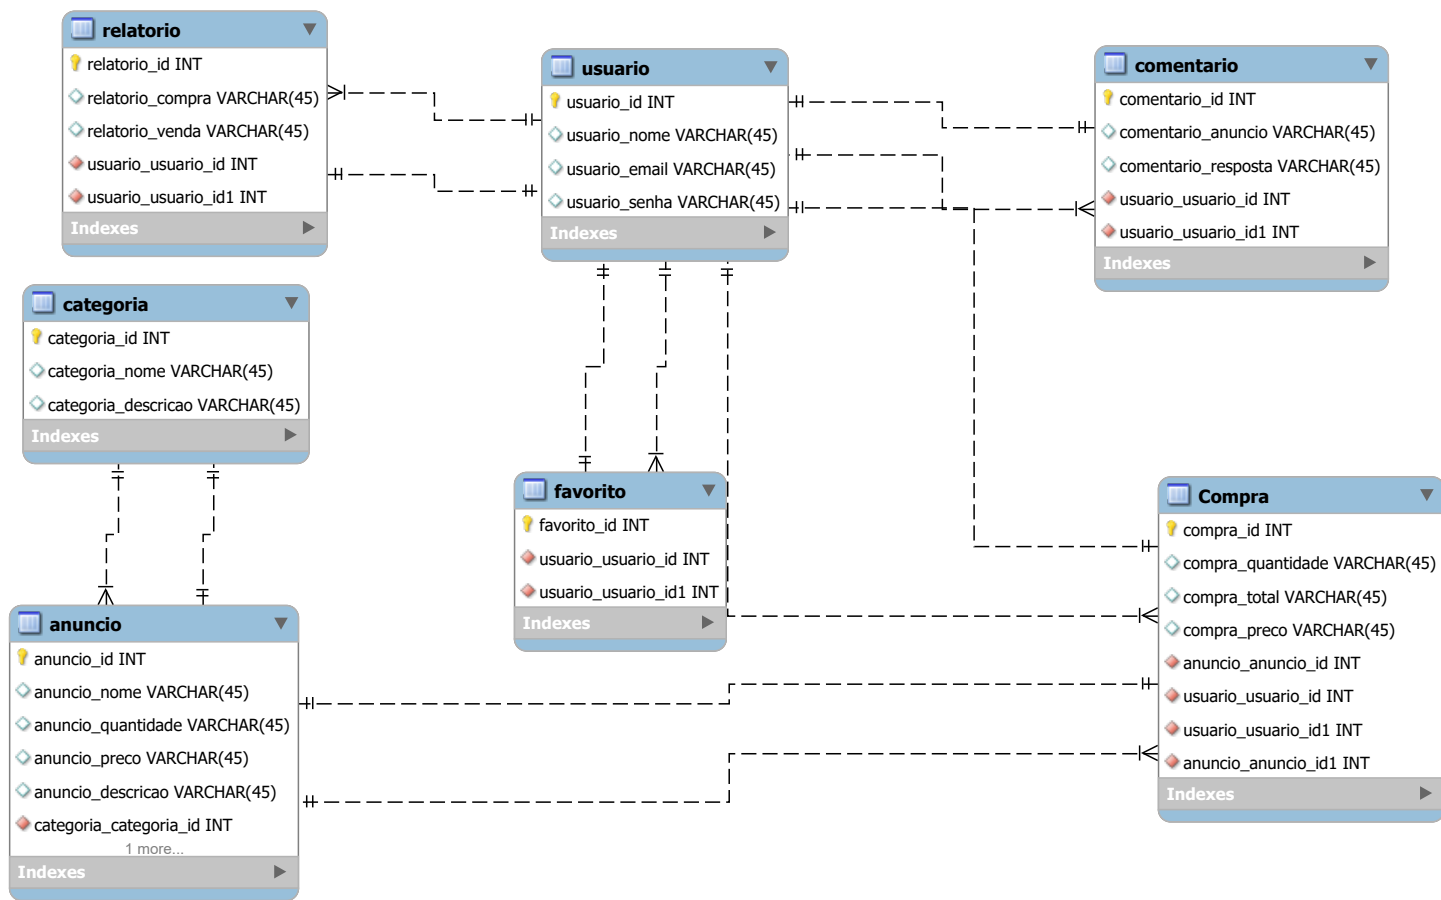 relatorio
relatorio_id INT
relatorio_compra VARCHAR(45)
relatorio_venda VARCHAR(45)
usuario_usuario_id INT
usuario_usuario_id1 INT
Indexes
usuario
usuario_id INT
usuario_nome VARCHAR(45)
usuario_email VARCHAR(45)
usuario_senha VARCHAR(45)
Indexes
comentario
comentario_id INT
comentario_anuncio VARCHAR(45)
comentario_resposta VARCHAR(45)
usuario_usuario_id INT
usuario_usuario_id1 INT
Indexes
categoria
categoria_id INT
categoria_nome VARCHAR(45)
categoria_descricao VARCHAR(45)
Indexes
favorito
favorito_id INT
usuario_usuario_id INT
usuario_usuario_id1 INT
Indexes
Compra
compra_id INT
compra_quantidade VARCHAR(45)
compra_total VARCHAR(45)
compra_preco VARCHAR(45)
anuncio_anuncio_id INT
usuario_usuario_id INT
usuario_usuario_id1 INT
anuncio_anuncio_id1 INT
Indexes
anuncio
anuncio_id INT
anuncio_nome VARCHAR(45)
anuncio_quantidade VARCHAR(45)
anuncio_preco VARCHAR(45)
anuncio_descricao VARCHAR(45)
categoria_categoria_id INT
1 more...
Indexes